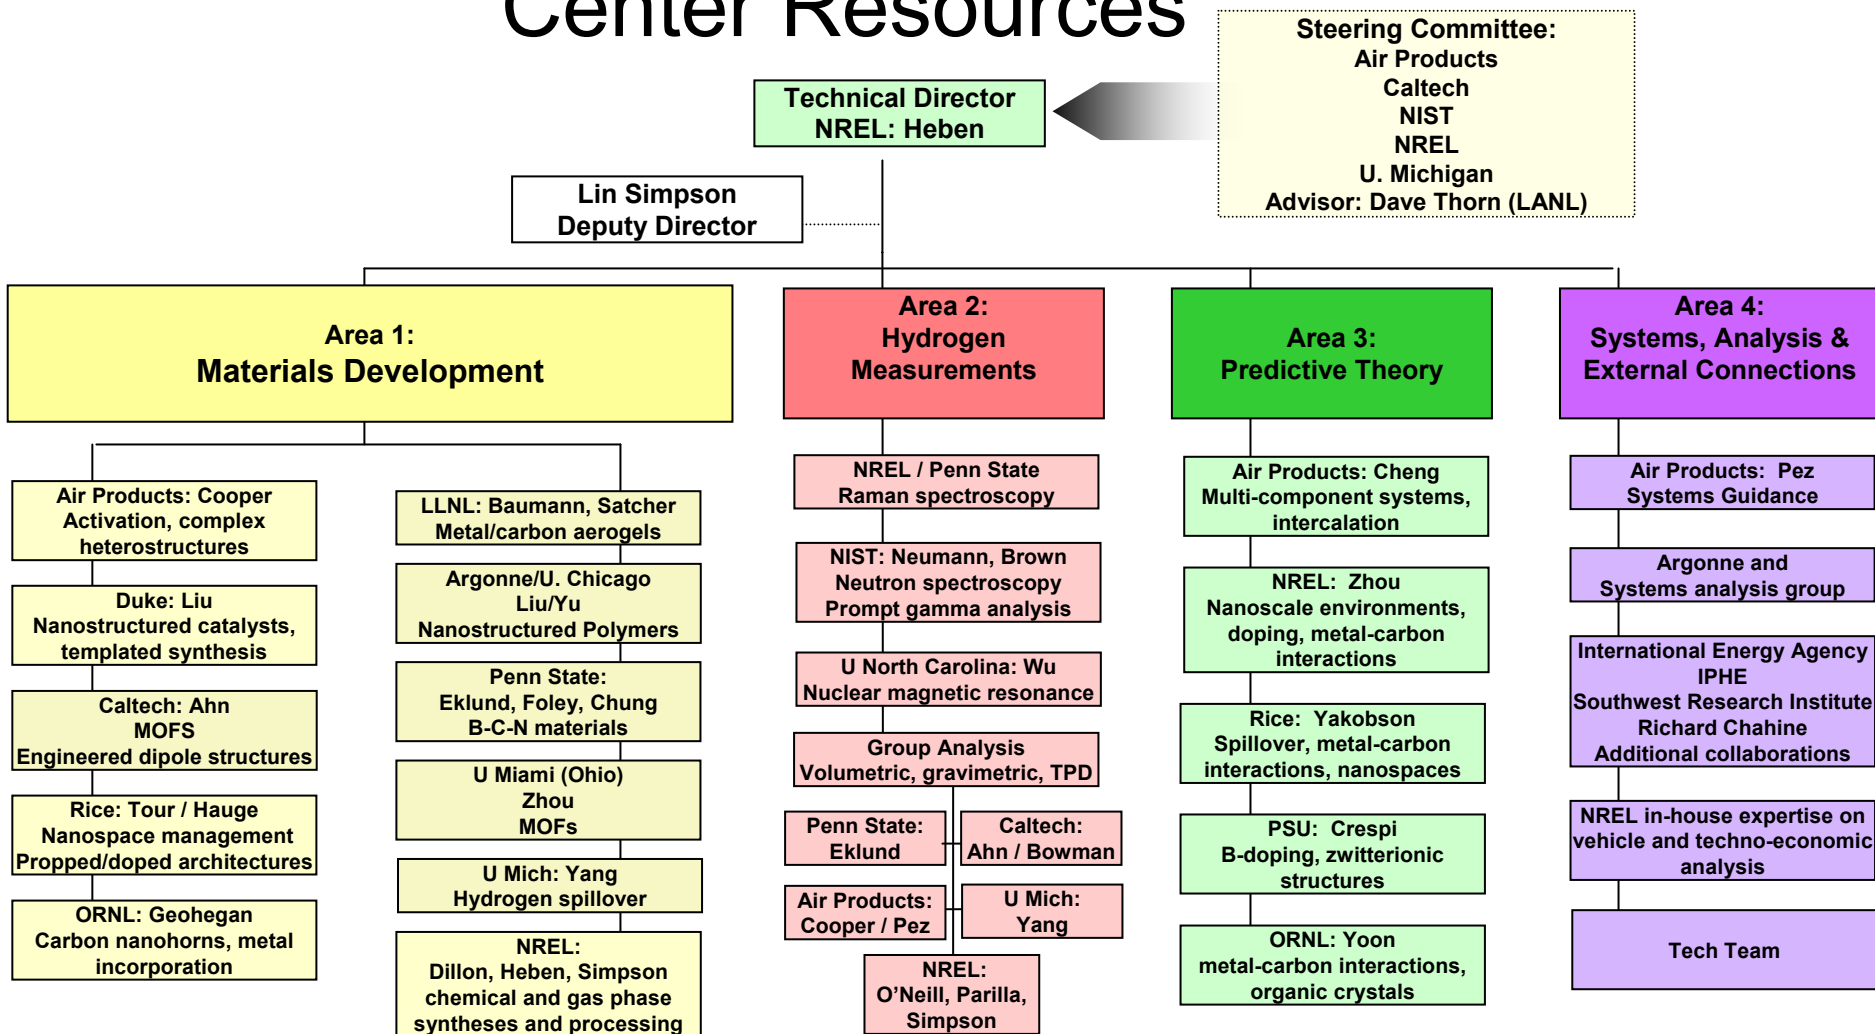 Center Resources
Steering Committee:
Air Products
Caltech
NIST
NREL
U. Michigan
Advisor: Dave Thorn (LANL)
Technical Director
NREL: Heben
Lin Simpson
Deputy Director
Area 1:
Materials Development
Air Products: Cooper
Activation, complex
heterostructures
Duke: Liu
Nanostructured catalysts,
templated synthesis
Caltech: Ahn
MOFS
Engineered dipole structures
Rice: Tour / Hauge
Nanospace management
Propped/doped architectures
ORNL: Geohegan
Carbon nanohorns, metal
incorporation
LLNL: Baumann, Satcher
Metal/carbon aerogels
Argonne/U. Chicago
Liu/Yu
Nanostructured Polymers
Penn State:
Eklund, Foley, Chung
B-C-N materials
U Miami (Ohio)
Zhou
MOFs
U Mich: Yang
Hydrogen spillover
NREL:
Dillon, Heben, Simpson
chemical and gas phase
syntheses and processing
Area 2:
Hydrogen
Measurements
NREL / Penn State
Raman spectroscopy
NIST: Neumann, Brown
Neutron spectroscopy
Prompt gamma analysis
U North Carolina: Wu
Nuclear magnetic resonance
Group Analysis
Volumetric, gravimetric, TPD
Penn State:
Eklund
Caltech:
Ahn / Bowman
Air Products:
Cooper / Pez
U Mich:
Yang
NREL:
O'Neill, Parilla,
Simpson
Area 3:
Predictive Theory
Air Products: Cheng
Multi-component systems,
intercalation
NREL: Zhou
Nanoscale environments,
doping, metal-carbon
interactions
Rice: Yakobson
Spillover, metal-carbon
interactions, nanospaces
PSU: Crespi
B-doping, zwitterionic
structures
ORNL: Yoon
metal-carbon interactions,
organic crystals
Area 4:
Systems, Analysis &
External Connections
Air Products: Pez
Systems Guidance
Argonne and
Systems analysis group
International Energy Agency
IPHE
Southwest Research Institute
Richard Chahine
Additional collaborations
NREL in-house expertise on
vehicle and techno-economic
analysis
Tech Team